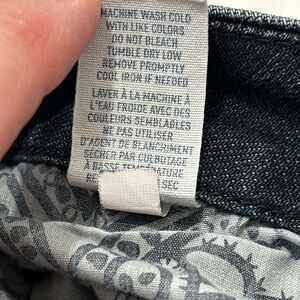 MACHINE WASH COLD
WITH LIKE COLORS
DO NOT BLEACH
TUMBLE DRY LOW
REMOVE PROMPTLY
COOL IRON IF NEEDED
LAVER À LA MACHINE À
L'EAU FROIDE AVEC DES
COULEURS SEMBLABLES
NE PAS UTILISER
D'AGENT DE BLANCHIMENT
SÉCHER PAR CULBUTAGE
À BASSE TEMPÉRATURE
SEC